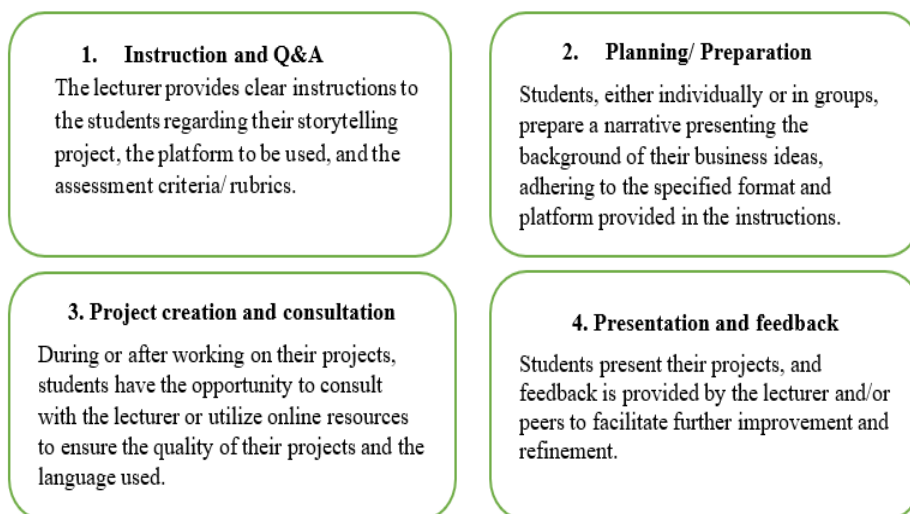 1. Instruction and Q&A
The lecturer provides clear instructions to
the students regarding their storytelling
project, the platform to be used, and the
assessment criteria/ rubrics.
2. Planning/ Preparation
Students, either individually or in groups,
prepare a narrative presenting the
background of their business ideas,
adhering to the specified format and
platform provided in the instructions.
3. Project creation and consultation
During or after working on their projects,
students have the opportunity to consult
with the lecturer or utilize online resources
to ensure the quality of their projects and the
language used.
4. Presentation and feedback
Students present their projects, and
feedback is provided by the lecturer and/or
peers to facilitate further improvement and
refinement.